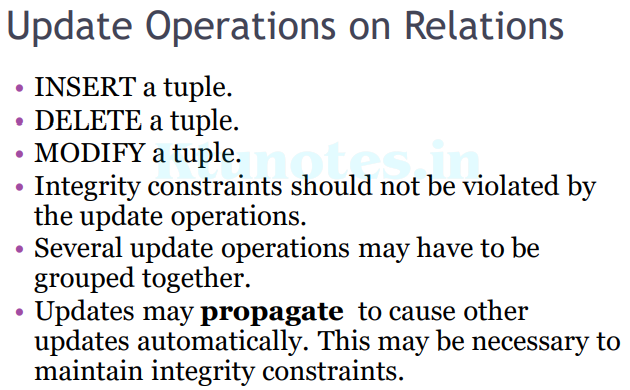 Update Operations on Relations
• INSERT a tuple.
• DELETE a tuple.
• MODIFY a tuple.
Ktunotes.in
• Integrity constraints should not be violated by
the update operations.
• Several update operations may have to be
grouped together.
• Updates may propagate to cause other
updates automatically. This may be necessary to
maintain integrity constraints.